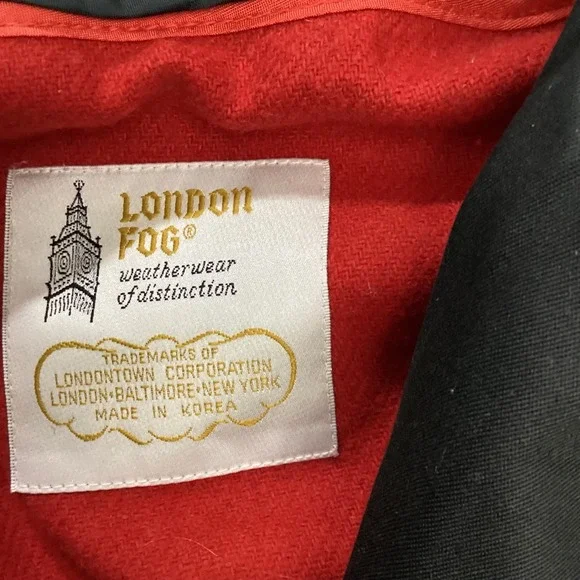 LONDON
FOG®
weatherwear
of distinction
TRADEMARKS OF
LONDONTOWN CORPORATION
LONDON•BALTIMORE•NEW YORK
MADE IN KOREA